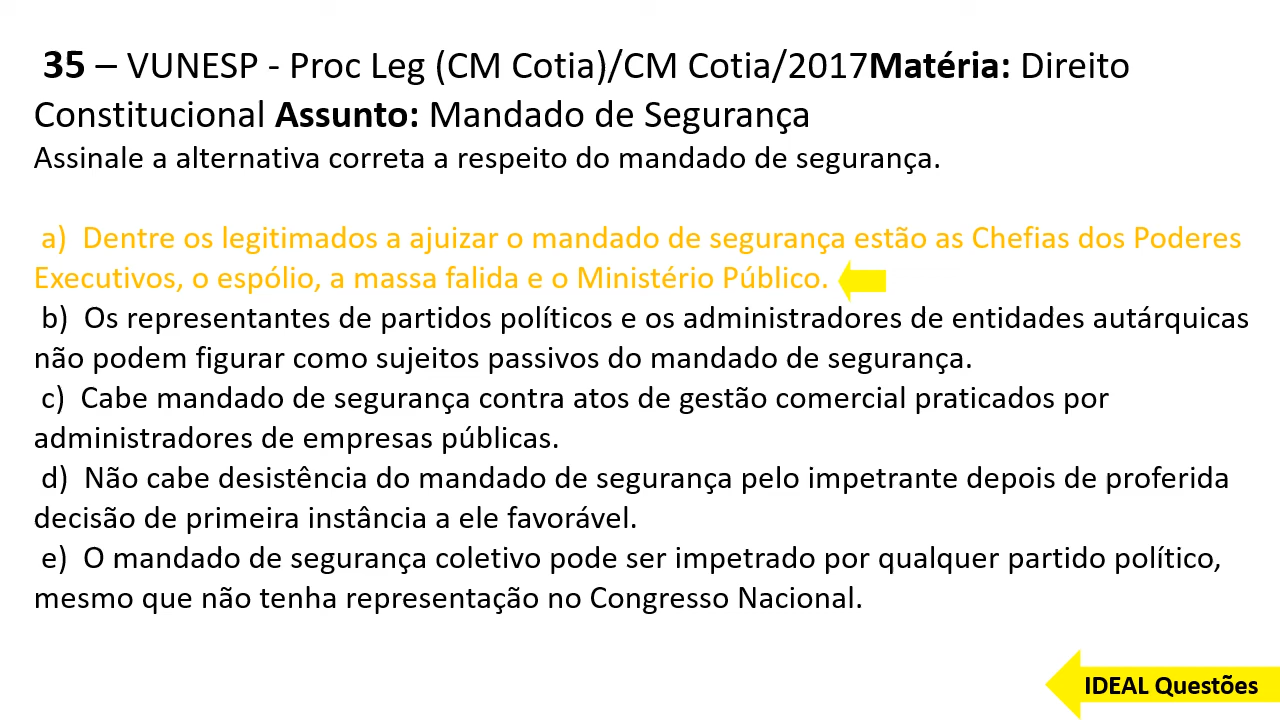 35 – VUNESP - Proc Leg (CM Cotia)/CM Cotia/2017Matéria: Direito
Constitucional Assunto: Mandado de Segurança
Assinale a alternativa correta a respeito do mandado de segurança.
a) Dentre os legitimados a ajuizar o mandado de segurança estão as Chefias dos Poderes
Executivos, o espólio, a massa falida e o Ministério Público.
b) Os representantes de partidos políticos e os administradores de entidades autárquicas
não podem figurar como sujeitos passivos do mandado de segurança.
c) Cabe mandado de segurança contra atos de gestão comercial praticados por
administradores de empresas públicas.
d) Não cabe desistência do mandado de segurança pelo impetrante depois de proferida
decisão de primeira instância a ele favorável.
e) O mandado de segurança coletivo pode ser impetrado por qualquer partido político,
mesmo que não tenha representação no Congresso Nacional.
IDEAL Questões